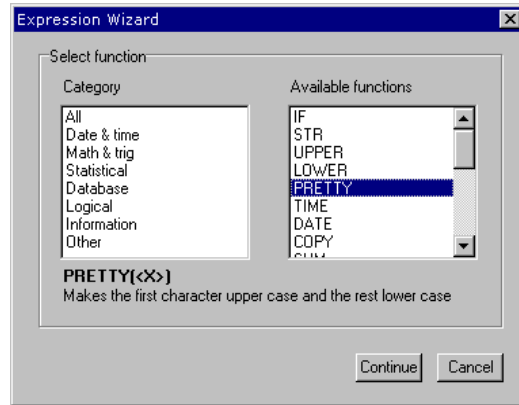 Expression Wizard
Select function
Category
Available functions
All
Date & time
Math & trig
Statistical
Database
Logical
Information
Other
IF
STR
UPPER
LOWER
PRETTY
TIME
DATE
COPY
SUM
PRETTY(<X>)
Makes the first character upper case and the rest lower case
Continue
Cancel